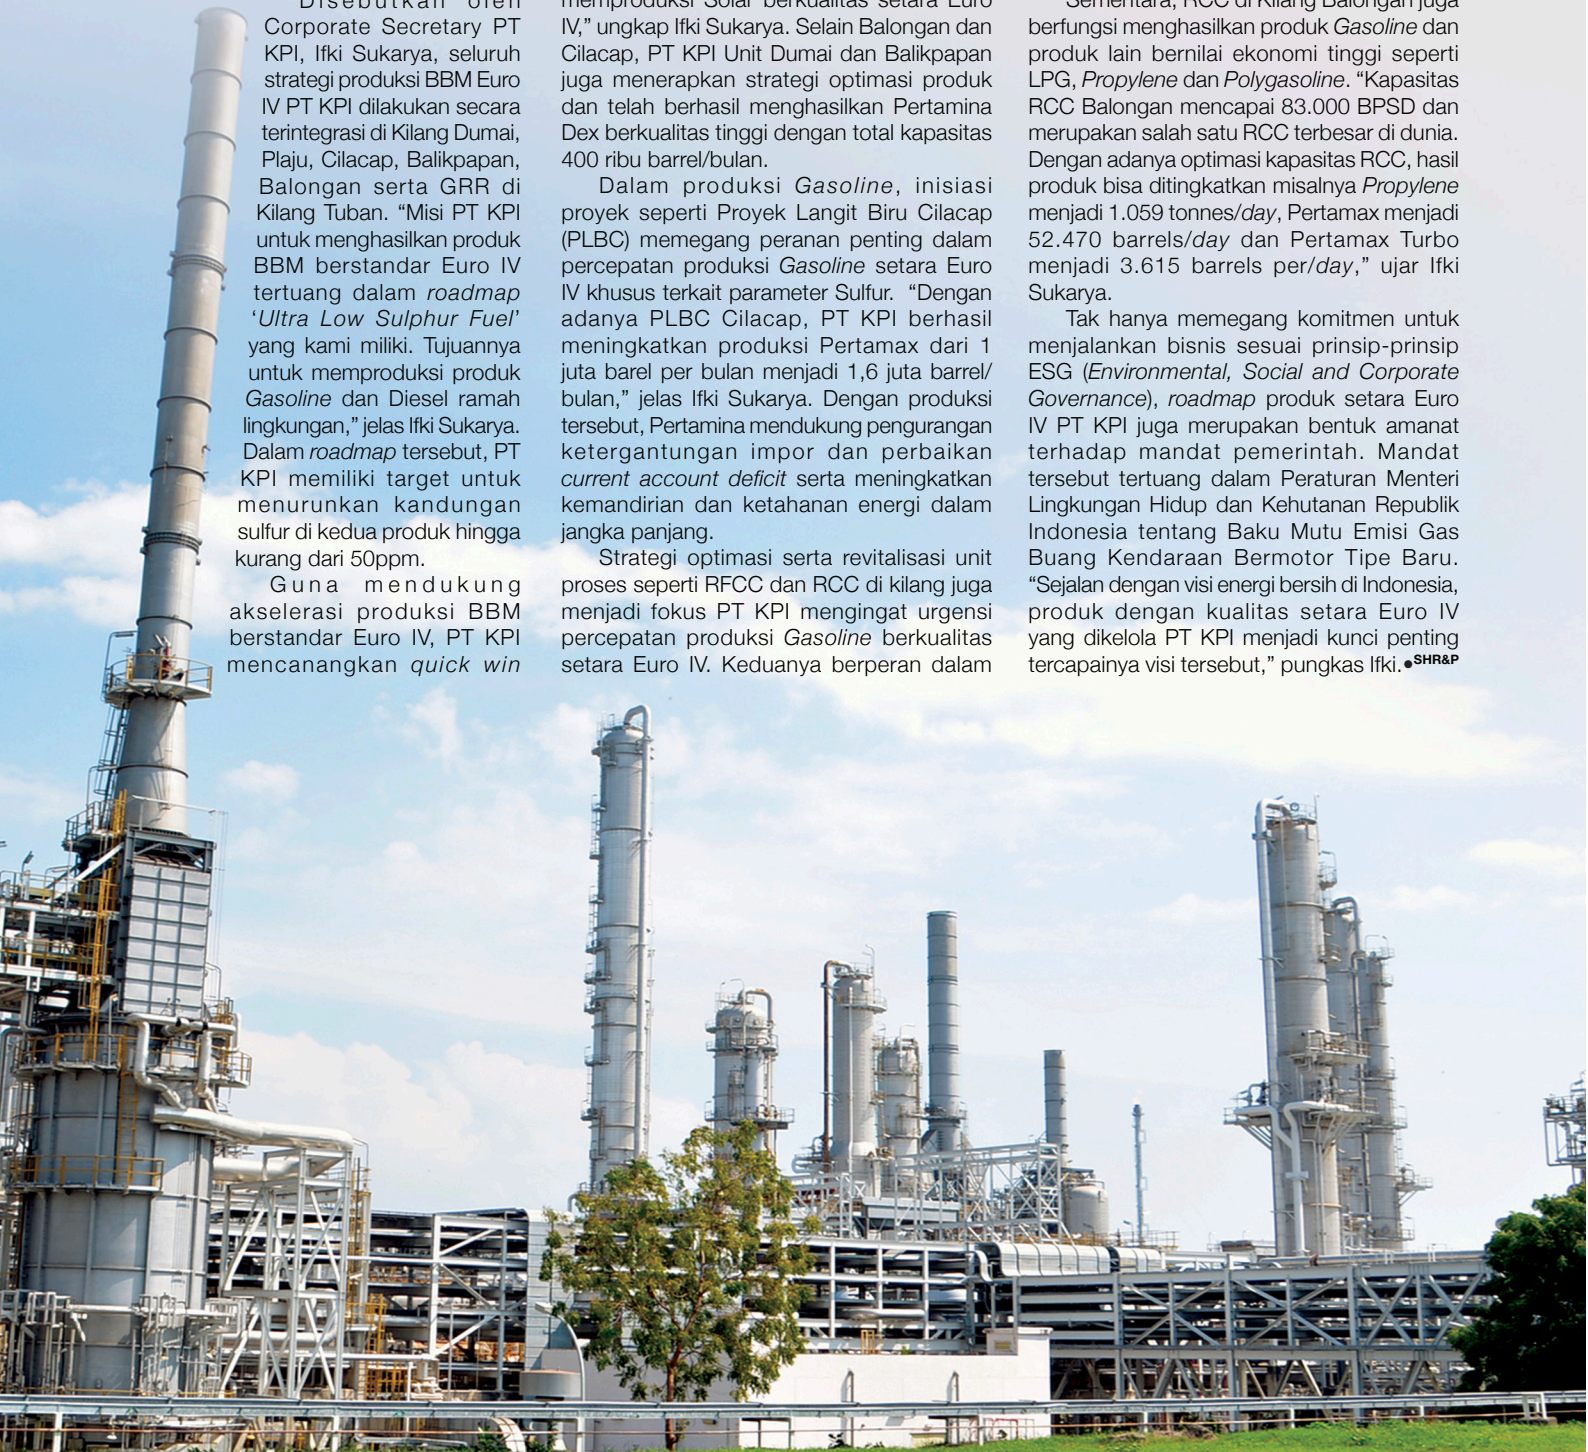 Disebutkan oleh
Corporate Secretary PT
KPI, Ifki Sukarya, seluruh
strategi produksi BBM Euro
IV PT KPI dilakukan secara
terintegrasi di Kilang Dumai,
Plaju, Cilacap, Balikpapan,
Balongan serta GRR di
Kilang Tuban. “Misi PT KPI
untuk menghasilkan produk
BBM berstandar Euro IV
tertuang dalam roadmap
‘Ultra Low Sulphur Fuel’
yang kami miliki. Tujuannya
untuk memproduksi produk
Gasoline dan Diesel ramah
lingkungan,” jelas Ifki Sukarya.
Dalam roadmap tersebut, PT
KPI memiliki target untuk
menurunkan kandungan
sulfur di kedua produk hingga
kurang dari 50ppm.
Guna mendukung
akselerasi produksi BBM
berstandar Euro IV, PT KPI
mencanangkan quick win
memproduksi Solar berkualitas setara Euro
IV,” ungkap Ifki Sukarya. Selain Balongan dan
Cilacap, PT KPI Unit Dumai dan Balikpapan
juga menerapkan strategi optimasi produk
dan telah berhasil menghasilkan Pertamina
Dex berkualitas tinggi dengan total kapasitas
400 ribu barrel/bulan.
Dalam produksi Gasoline, inisiasi
proyek seperti Proyek Langit Biru Cilacap
(PLBC) memegang peranan penting dalam
percepatan produksi Gasoline setara Euro
IV khusus terkait parameter Sulfur. “Dengan
adanya PLBC Cilacap, PT KPI berhasil
meningkatkan produksi Pertamax dari 1
juta barel per bulan menjadi 1,6 juta barrel/
bulan,” jelas Ifki Sukarya. Dengan produksi
tersebut, Pertamina mendukung pengurangan
ketergantungan impor dan perbaikan
current account deficit serta meningkatkan
kemandirian dan ketahanan energi dalam
jangka panjang.
Strategi optimasi serta revitalisasi unit
proses seperti RFCC dan RCC di kilang juga
menjadi fokus PT KPI mengingat urgensi
percepatan produksi Gasoline berkualitas
setara Euro IV. Keduanya berperan dalam
Sementara, RCC di Kilang Balongan juga
berfungsi menghasilkan produk Gasoline dan
produk lain bernilai ekonomi tinggi seperti
LPG, Propylene dan Polygasoline. “Kapasitas
RCC Balongan mencapai 83.000 BPSD dan
merupakan salah satu RCC terbesar di dunia.
Dengan adanya optimasi kapasitas RCC, hasil
produk bisa ditingkatkan misalnya Propylene
menjadi 1.059 tonnes/day, Pertamax menjadi
52.470 barrels/day dan Pertamax Turbo
menjadi 3.615 barrels per/day,” ujar Ifki
Sukarya.
Tak hanya memegang komitmen untuk
menjalankan bisnis sesuai prinsip-prinsip
ESG (Environmental, Social and Corporate
Governance), roadmap produk setara Euro
IV PT KPI juga merupakan bentuk amanat
terhadap mandat pemerintah. Mandat
tersebut tertuang dalam Peraturan Menteri
Lingkungan Hidup dan Kehutanan Republik
Indonesia tentang Baku Mutu Emisi Gas
Buang Kendaraan Bermotor Tipe Baru.
“Sejalan dengan visi energi bersih di Indonesia,
produk dengan kualitas setara Euro IV
yang dikelola PT KPI menjadi kunci penting
tercapainya visi tersebut,” pungkas Ifki.●SHR&P